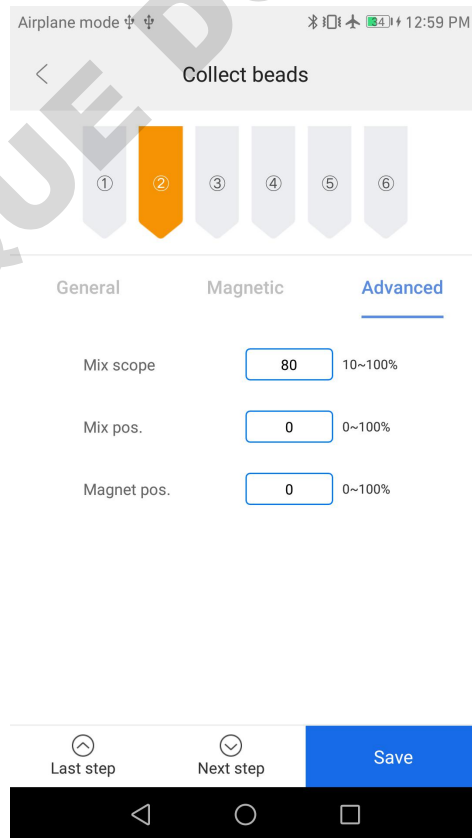 Airplane mode 34 12:59 PM
Collect beads
① ② ③ ④ ⑤ ⑥
General Magnetic Advanced
Mix scope 80 10~100%
Mix pos. 0 0~100%
Magnet pos. 0 0~100%
Last step Next step Save